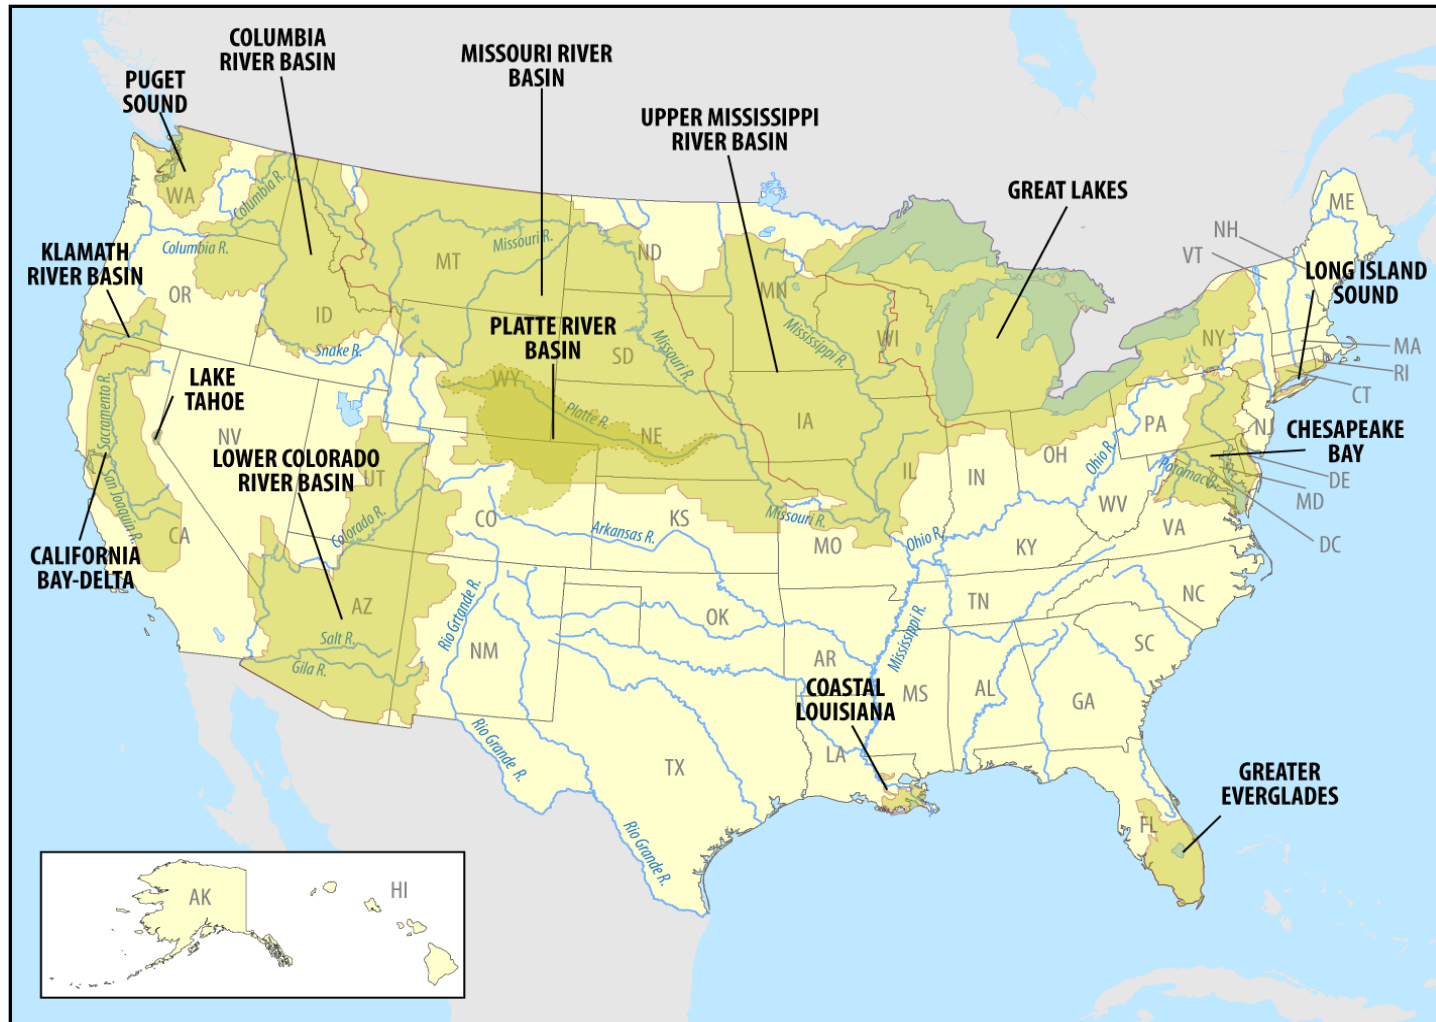 COLUMBIA
RIVER BASIN
MISSOURI RIVER
BASIN
PUGET
SOUND
UPPER MISSISSIPPI
RIVER BASIN
GREAT LAKES
WA
Columbia R.
Columbia R.
KLAMATH
RIVER BASIN
OR
ID
MT
Missouri R.
ND
MN
ME
NH
VT
LONG ISLAND
SOUND
Snake R.
PLATTE RIVER
BASIN
SD
Missouri R.
Mississippi R.
WI
NY
MA
RI
CT
LAKE
TAHOE
Sacramento R.
NV
WY
Platte R.
NE
IA
PA
NJ
CHESAPEAKE
BAY
LOWER COLORADO
RIVER BASIN
UT
IL
IN
OH
Ohio R.
Potomac R.
DE
MD
DC
San Joaquin R.
CA
Colorado R.
CO
Arkansas R.
KS
Missouri R.
MO
Ohio R.
KY
WV
VA
CALIFORNIA
BAY-DELTA
AZ
Salt R.
Gila R.
Rio Grtande R.
NM
OK
AR
Mississippi R.
TN
NC
SC
COASTAL
LOUISIANA
MS
AL
GA
Rio Grande R.
TX
LA
Rio Grande R.
GREATER
EVERGLADES
FL
AK
HI